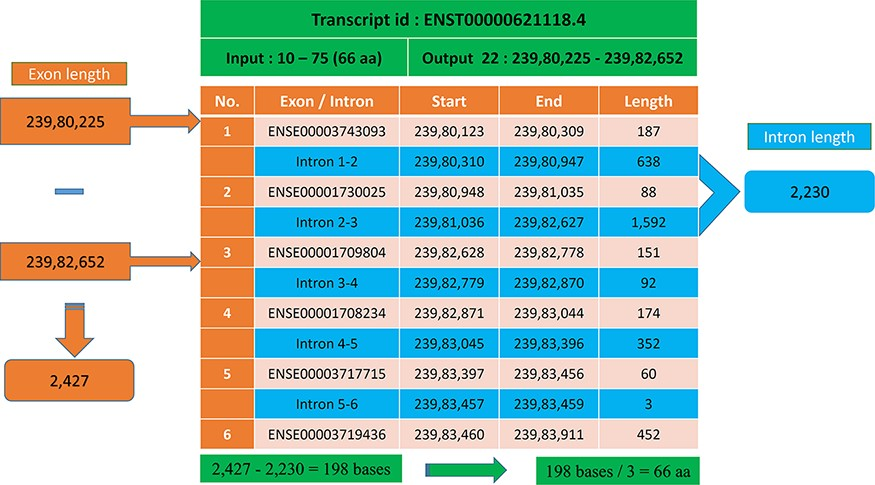 Transcript id : ENST00000621118.4
Input : 10 – 75 (66 aa)
Output 22 : 239,80,225 - 239,82,652
Exon length
239,80,225
239,82,652
2,427
No. Exon / Intron Start End Length
1 ENSE00003743093 239,80,123 239,80,309 187
Intron 1-2 239,80,310 239,80,947 638
2 ENSE00001730025 239,80,948 239,81,035 88
Intron 2-3 239,81,036 239,82,627 1,592
3 ENSE00001709804 239,82,628 239,82,778 151
Intron 3-4 239,82,779 239,82,870 92
4 ENSE00001708234 239,82,871 239,83,044 174
Intron 4-5 239,83,045 239,83,396 352
5 ENSE00003717715 239,83,397 239,83,456 60
Intron 5-6 239,83,457 239,83,459 3
6 ENSE00003719436 239,83,460 239,83,911 452
Intron length
2,230
2,427 - 2,230 = 198 bases
198 bases / 3 = 66 aa